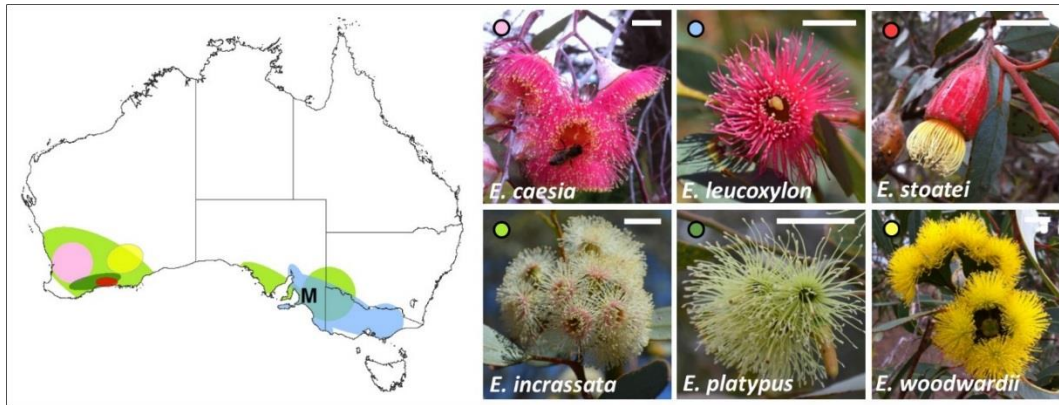 E. caesia
E. leucoxylon
E. stoatei
M
E. incrassata
E. platypus
E. woodwardii